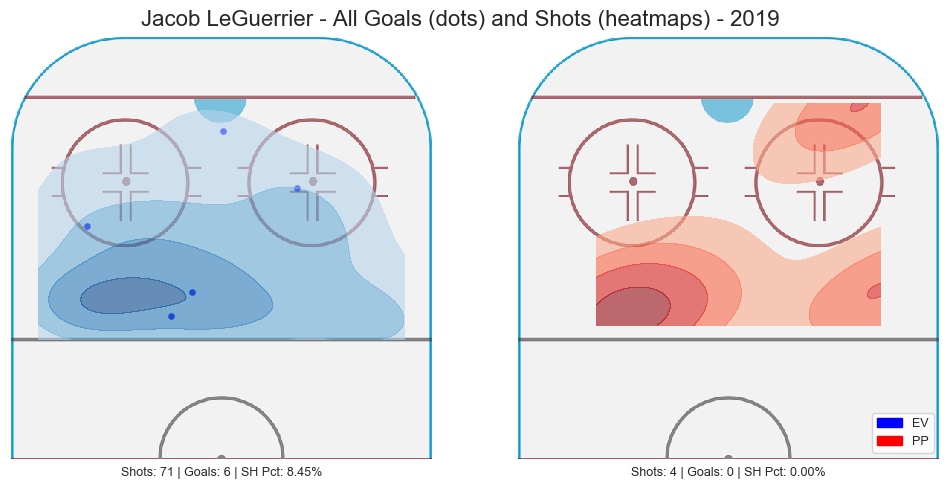 Jacob LeGuerrier - All Goals (dots) and Shots (heatmaps) - 2019
EV
PP
Shots: 71 | Goals: 6 | SH Pct: 8.45%
Shots: 4 | Goals: 0 | SH Pct: 0.00%